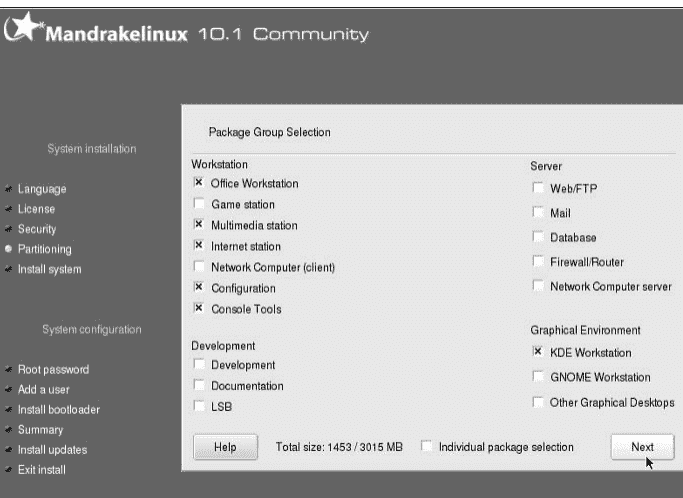 Mandrakelinux 10.1 Community
System installation
Language
License
Security
Partitioning
Install system
System configuration
Root password
Add a user
Install bootloader
Summary
Install updates
Exit install
Package Group Selection
Workstation
Office Workstation
Game station
Multimedia station
Internet station
Network Computer (client)
Configuration
Console Tools
Development
Development
Documentation
LSB
Server
Web/FTP
Mail
Database
Firewall/Router
Network Computer server
Graphical Environment
KDE Workstation
GNOME Workstation
Other Graphical Desktops
Help Total size: 1453 / 3015 MB Individual package selection Next